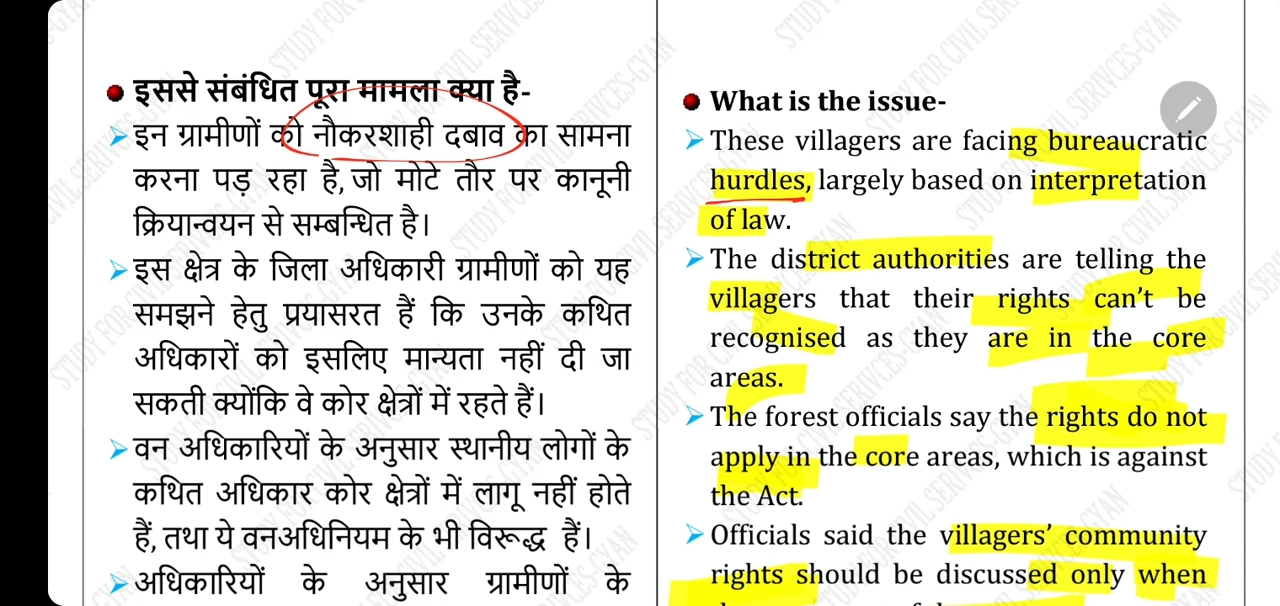 इससे संबंधित पूरा मामला क्या है-
इन ग्रामीणों को नौकरशाही दबाव का सामना
करना पड़ रहा है, जो मोटे तौर पर कानूनी
क्रियान्वयन से सम्बन्धित है।
इस क्षेत्र के जिला अधिकारी ग्रामीणों को यह
समझने हेतु प्रयासरत हैं कि उनके कथित
अधिकारों को इसलिए मान्यता नहीं दी जा
सकती क्योंकि वे कोर क्षेत्रों में रहते हैं।
वन अधिकारियों के अनुसार स्थानीय लोगों के
कथित अधिकार कोर क्षेत्रों में लागू नहीं होते
हैं, तथा ये वनअधिनियम के भी विरूद्ध हैं।
अधिकारियों के अनुसार ग्रामीणों के
What is the issue-
These villagers are facing bureaucratic
hurdles, largely based on interpretation
of law.
The district authorities are telling the
villagers that their rights can't be
recognised as they are in the core
areas.
The forest officials say the rights do not
apply in the core areas, which is against
the Act.
Officials said the villagers' community
rights should be discussed only when
STUDY FOR CIVIL SERIVCES-GYAN